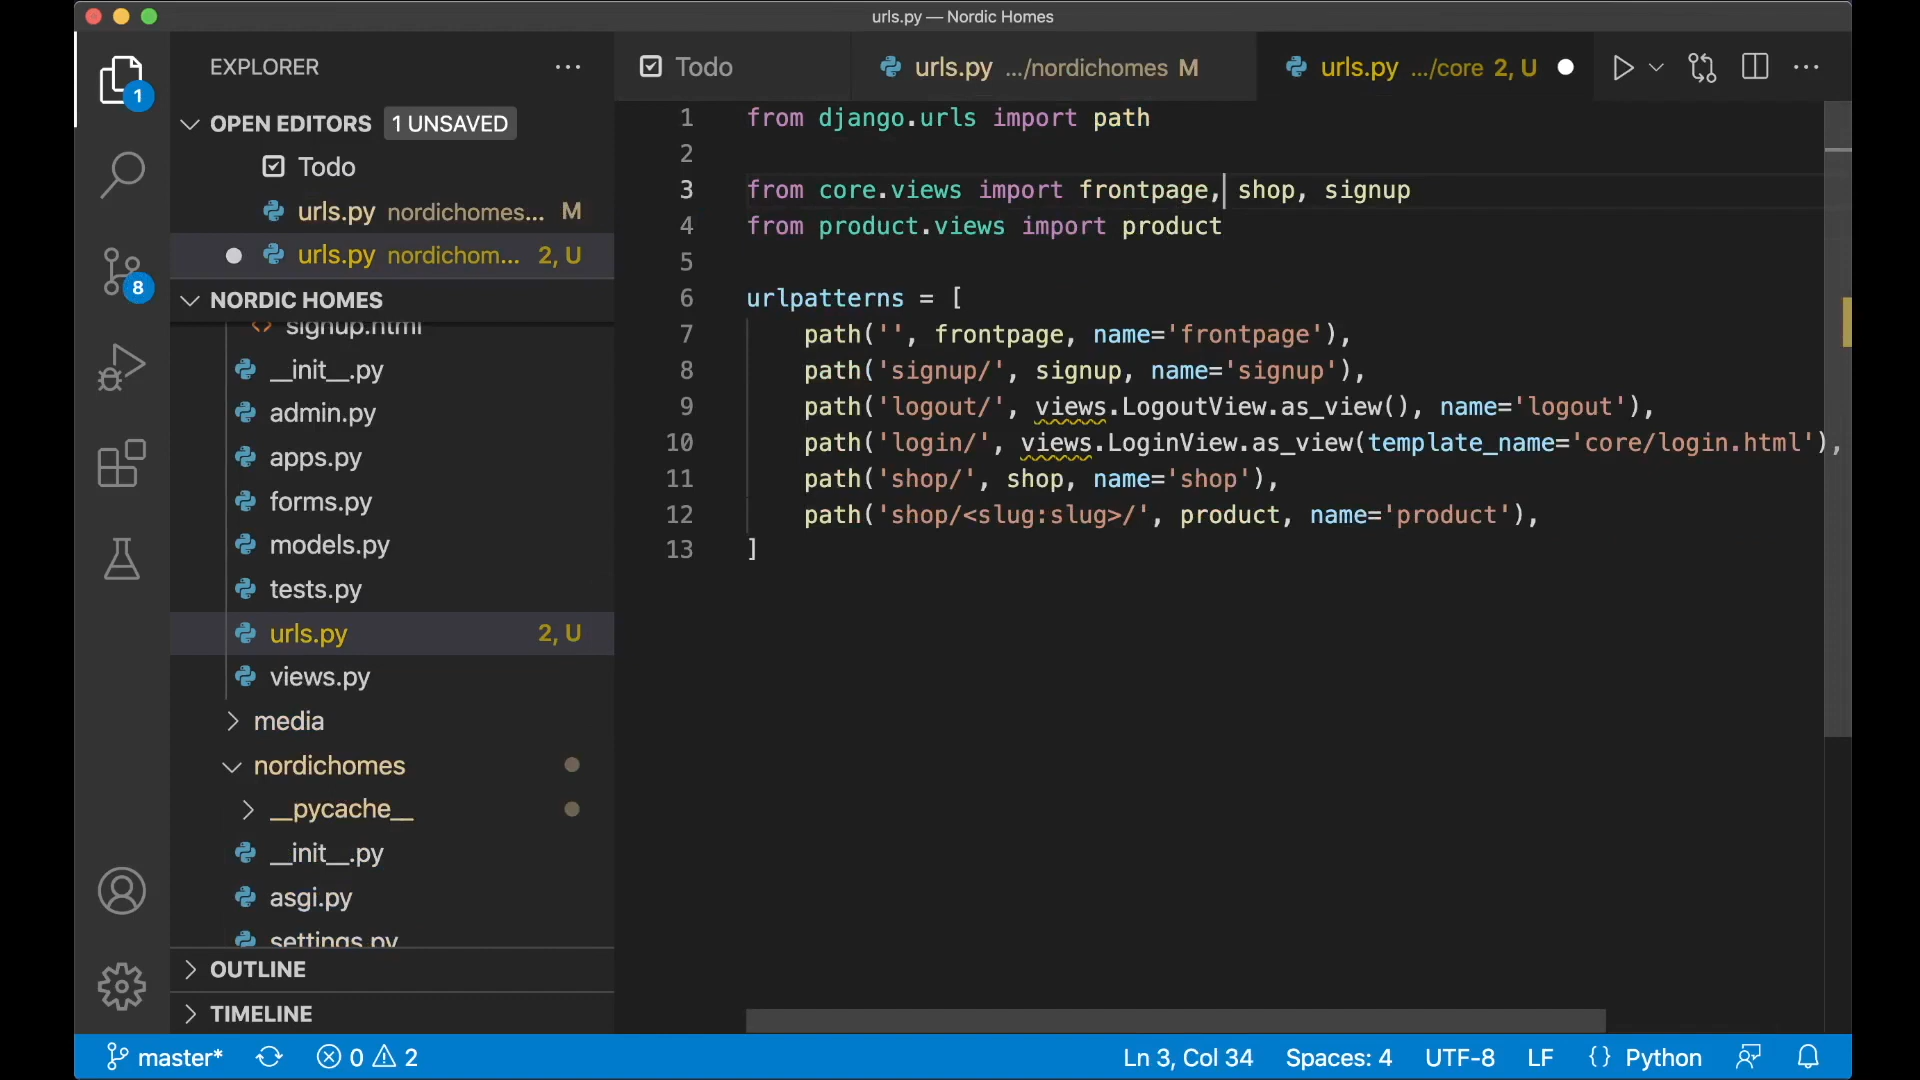 urls.py — Nordic Homes
EXPLORER
Todo
urls.py .../nordichomes M
urls.py .../core 2, U
1
OPEN EDITORS 1 UNSAVED
Todo
urls.py nordichomes... M
urls.py nordichom... 2, U
8
NORDIC HOMES
signup.html
__init__.py
admin.py
apps.py
forms.py
models.py
tests.py
urls.py 2, U
views.py
media
nordichomes
__pycache__
__init__.py
asgi.py
settings.py
OUTLINE
TIMELINE
1 from django.urls import path
2
3 from core.views import frontpage, shop, signup
4 from product.views import product
5
6 urlpatterns = [
7 path('', frontpage, name='frontpage'),
8 path('signup/', signup, name='signup'),
9 path('logout/', views.LogoutView.as_view(), name='logout'),
10 path('login/', views.LoginView.as_view(template_name='core/login.html'),
11 path('shop/', shop, name='shop'),
12 path('shop/<slug:slug>/', product, name='product'),
13 ]
master* 0 2 Ln 3, Col 34 Spaces: 4 UTF-8 LF {} Python